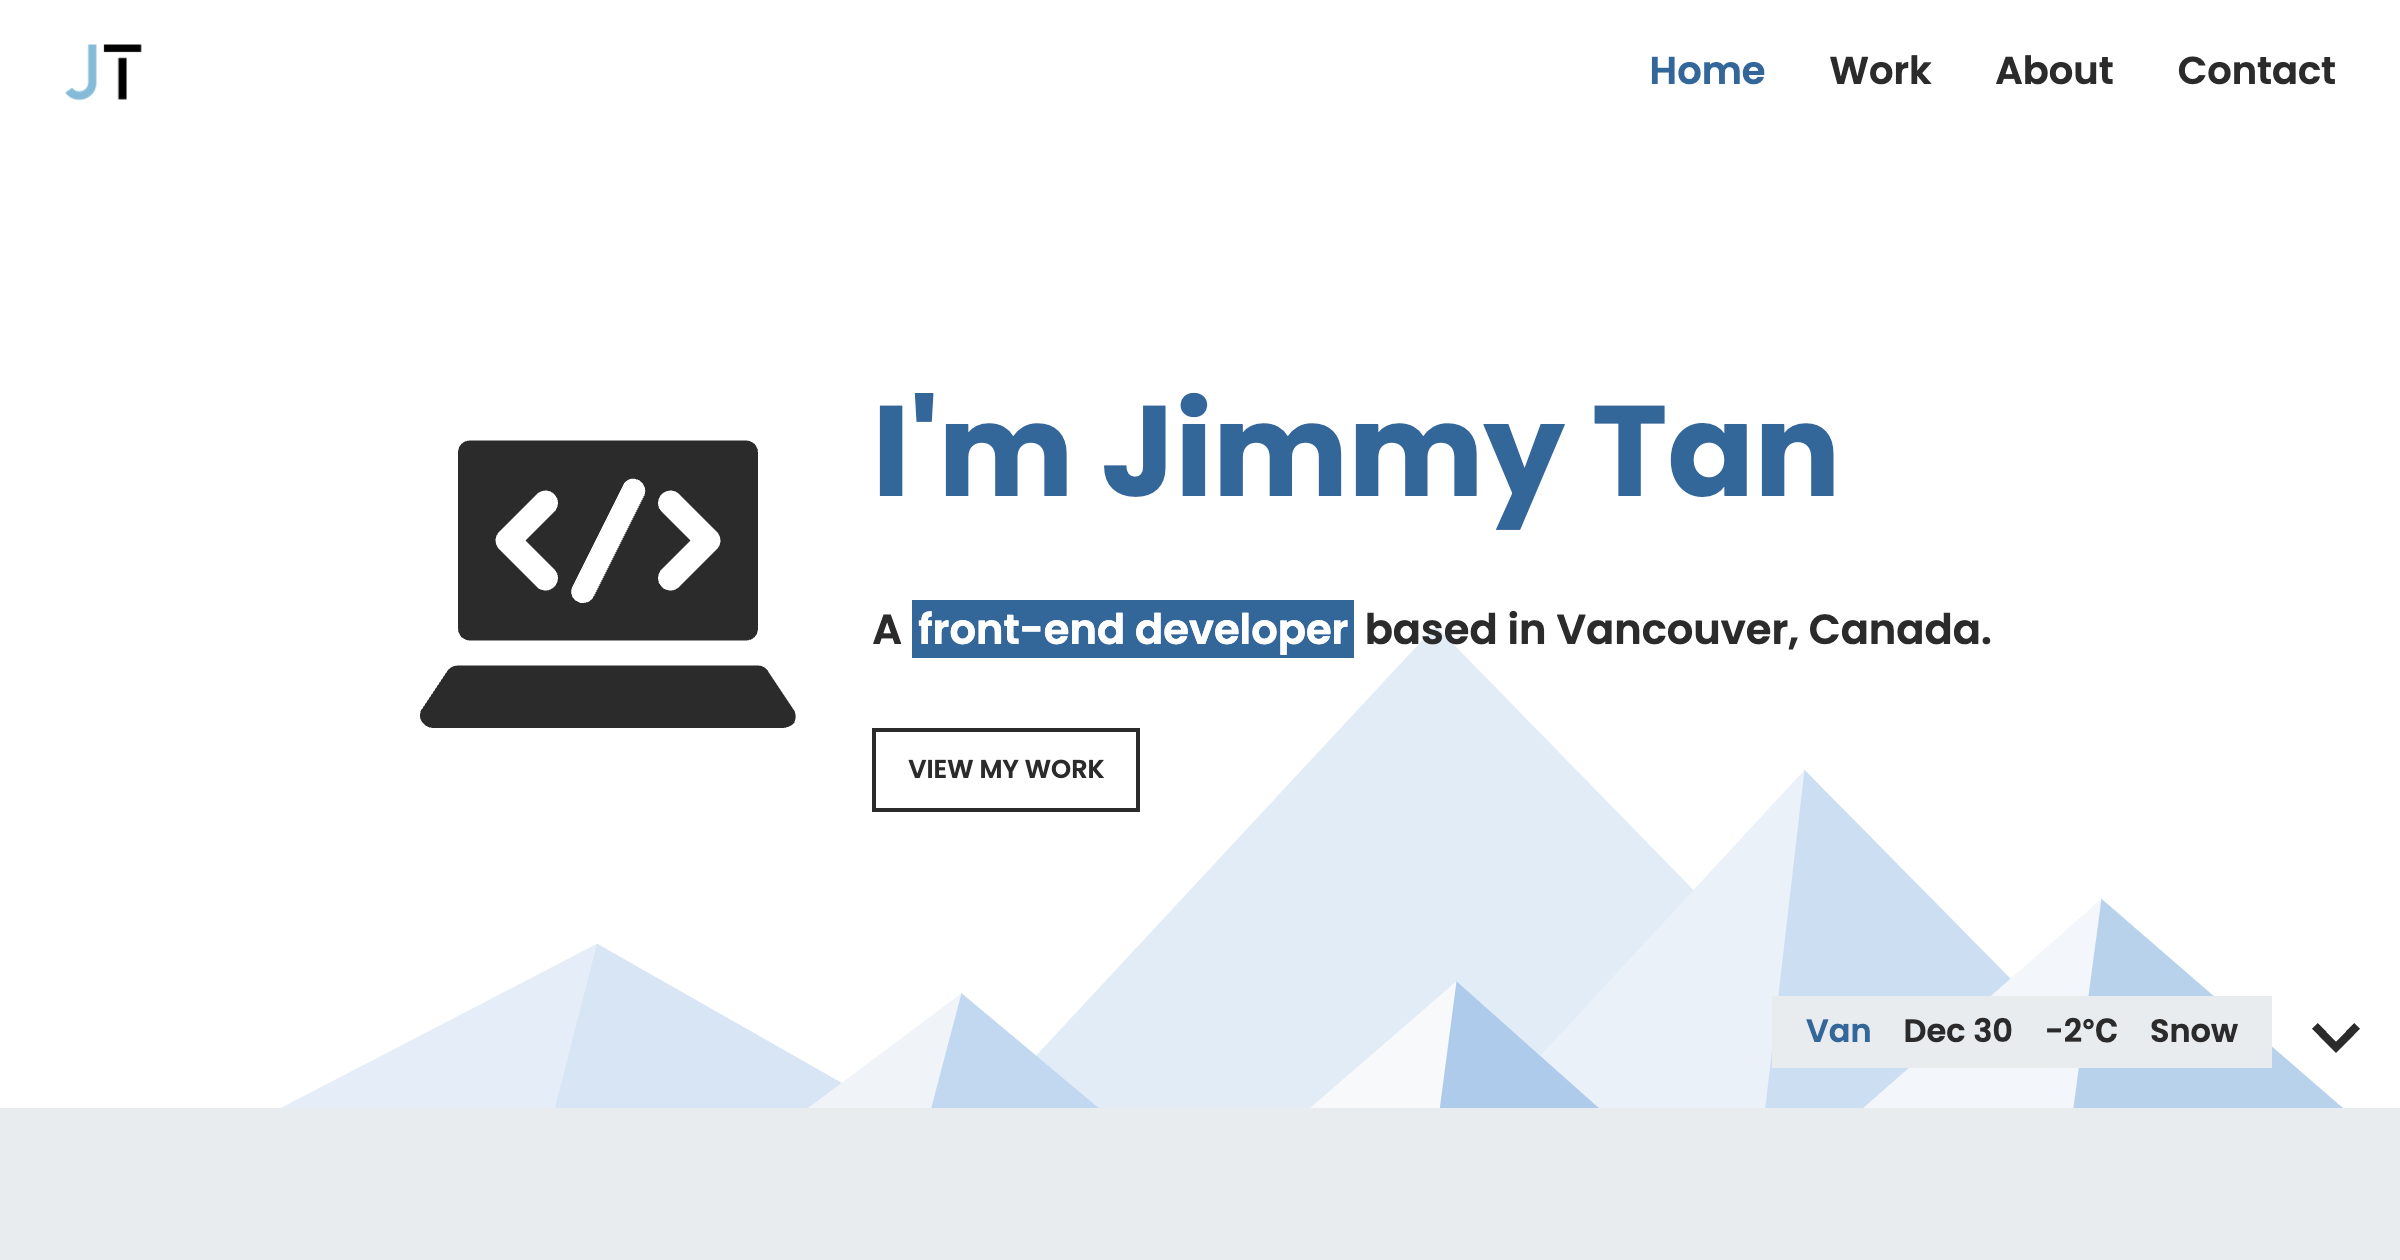 JT
Home Work About Contact
I'm Jimmy Tan
A front-end developer based in Vancouver, Canada.
VIEW MY WORK
Van Dec 30 -2°C Snow